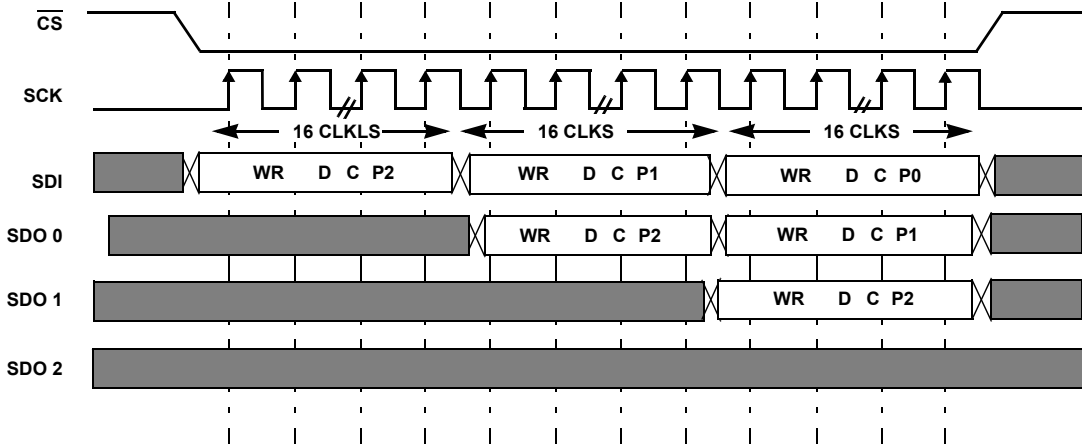 CS
SCK
16 CLKLS 16 CLKS 16 CLKS
SDI WR D C P2 WR D C P1 WR D C P0
SDO 0 WR D C P2 WR D C P1
SDO 1 WR D C P2
SDO 2